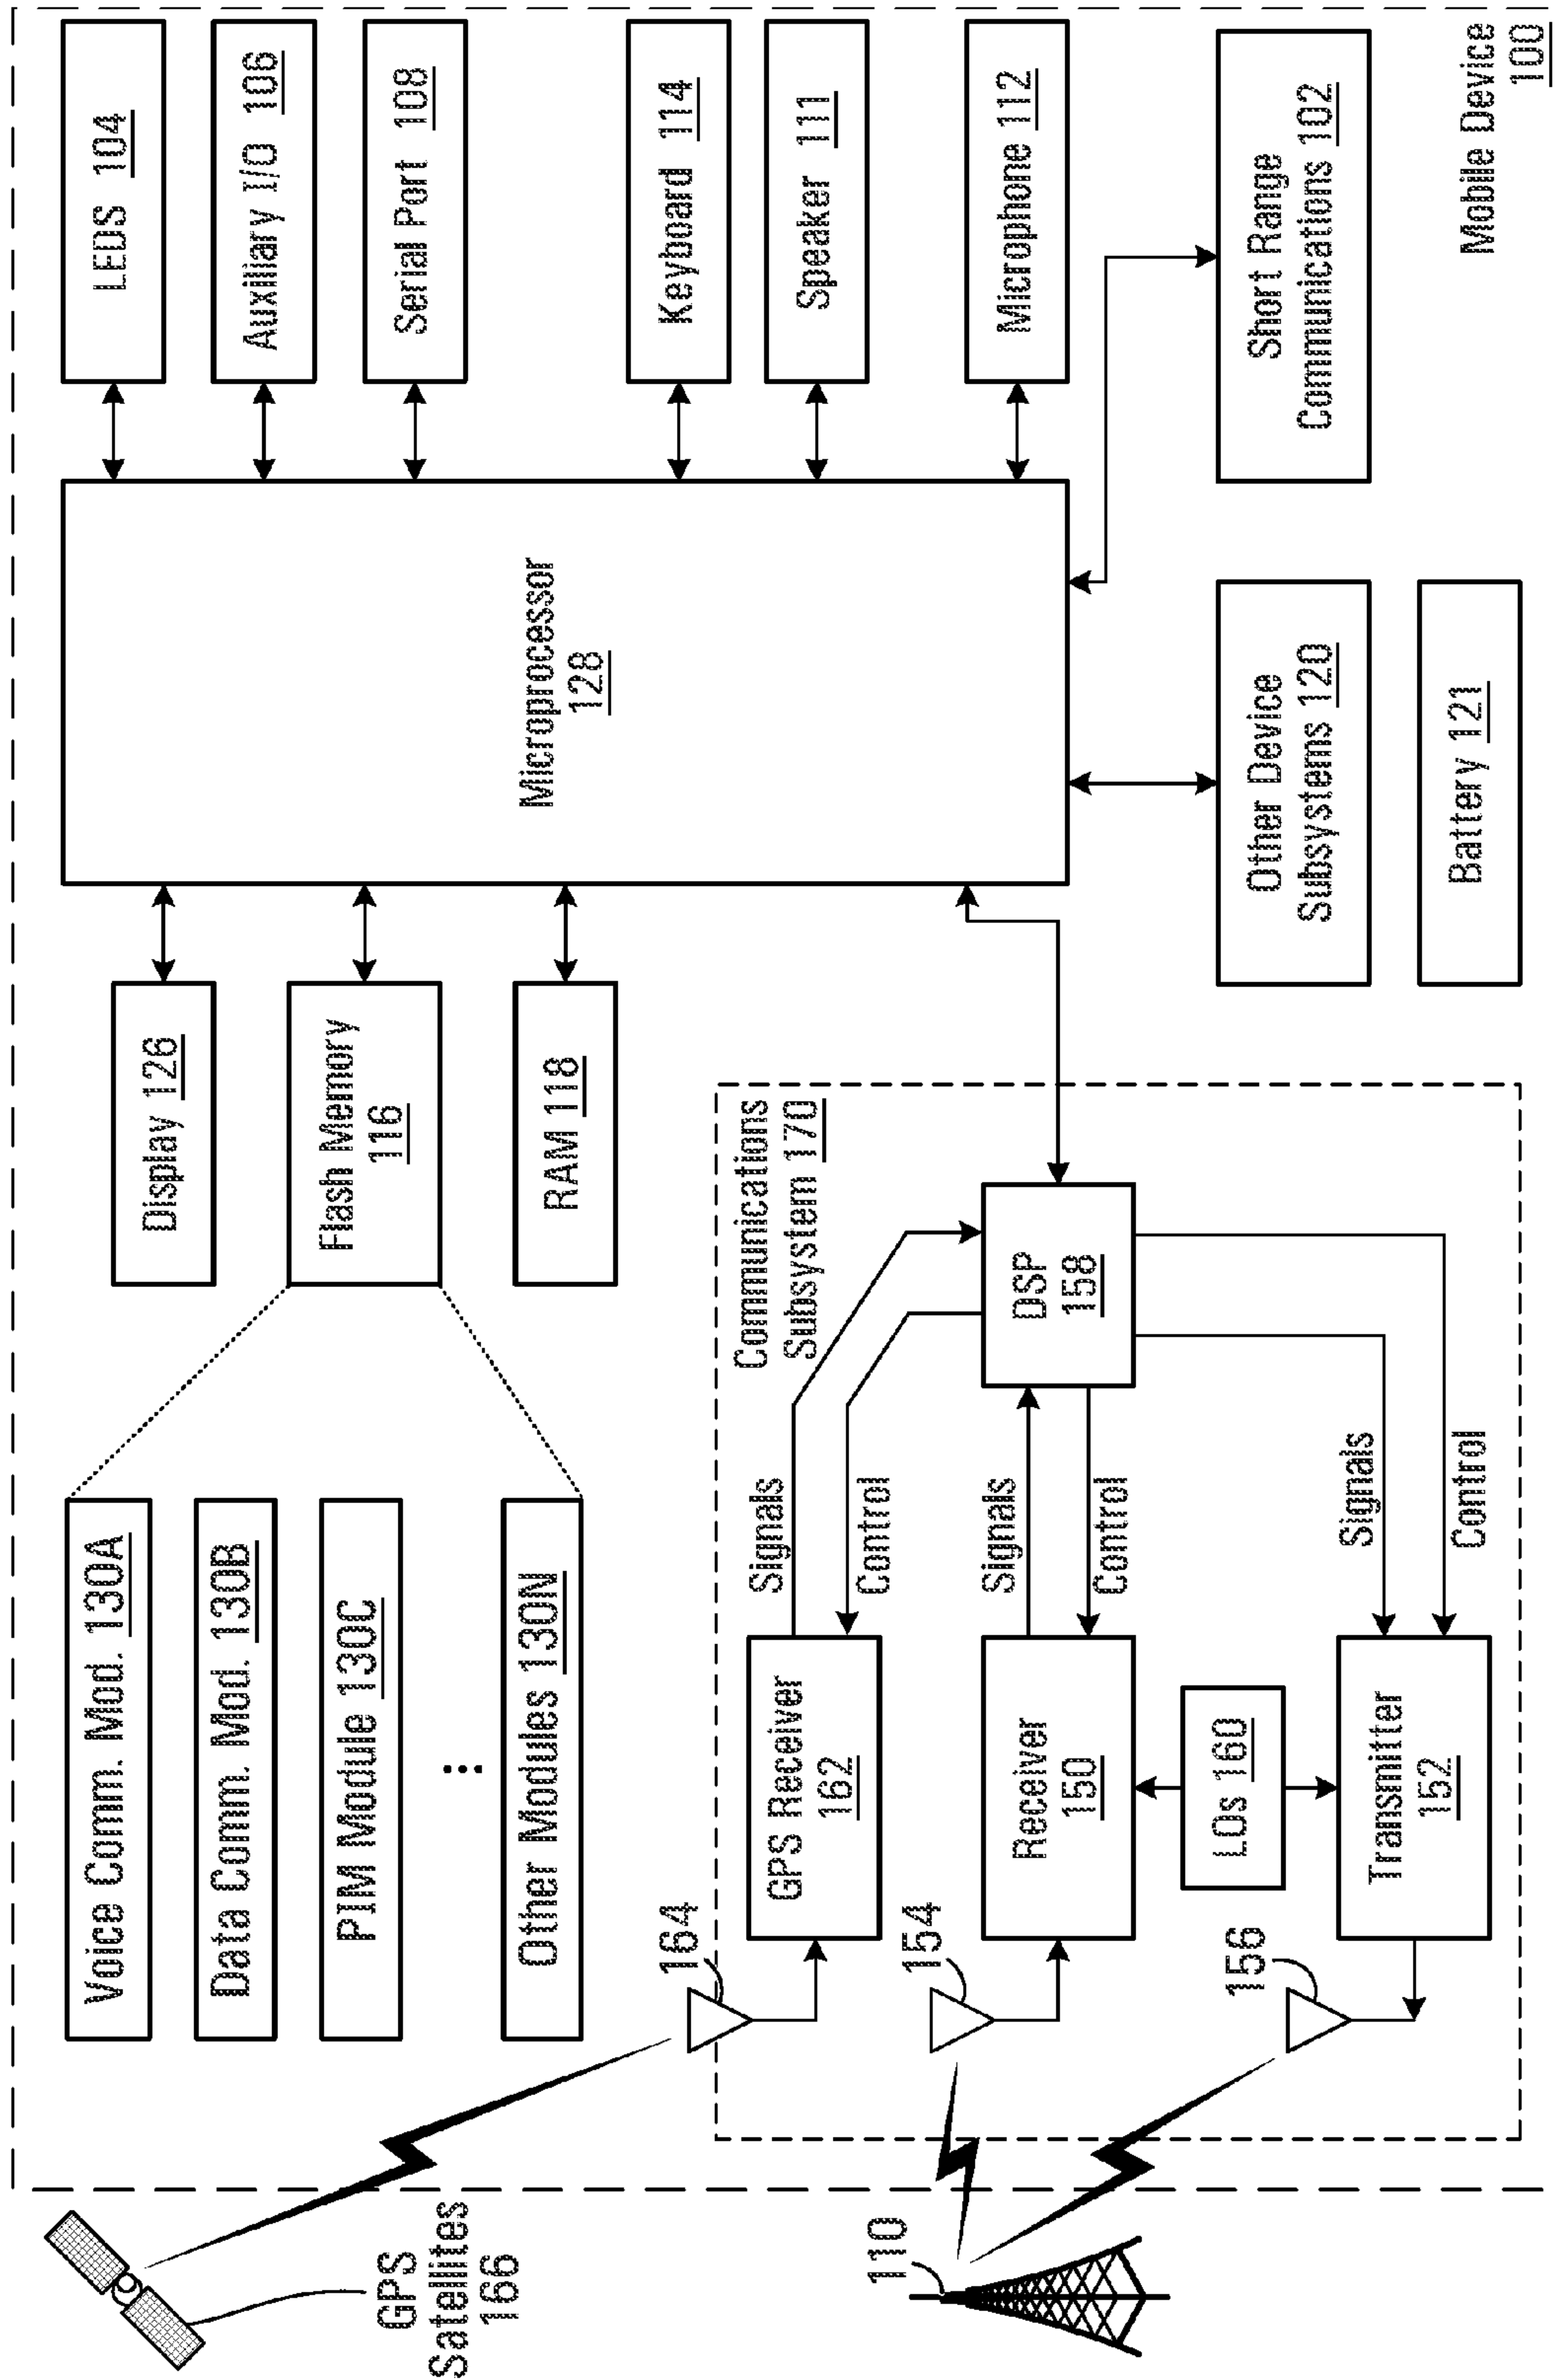 GPS
Satellites
166
110
Voice Comm. Mod. 130A
Data Comm. Mod. 130B
PIM Module 130C
...
Other Modules 130N
Display 126
Flash Memory
116
RAM 118
Microprocessor
128
LEDS 104
Auxiliary I/O 106
Serial Port 108
Keyboard 114
Speaker 111
Microphone 112
Short Range
Communications 102
Other Device
Subsystems 120
Battery 121
Communications
Subsystem 170
164
GPS Receiver
162
Signals
Control
154
Receiver
150
Signals
Control
DSP
158
LOs 160
156
Transmitter
152
Signals
Control
Mobile Device
100